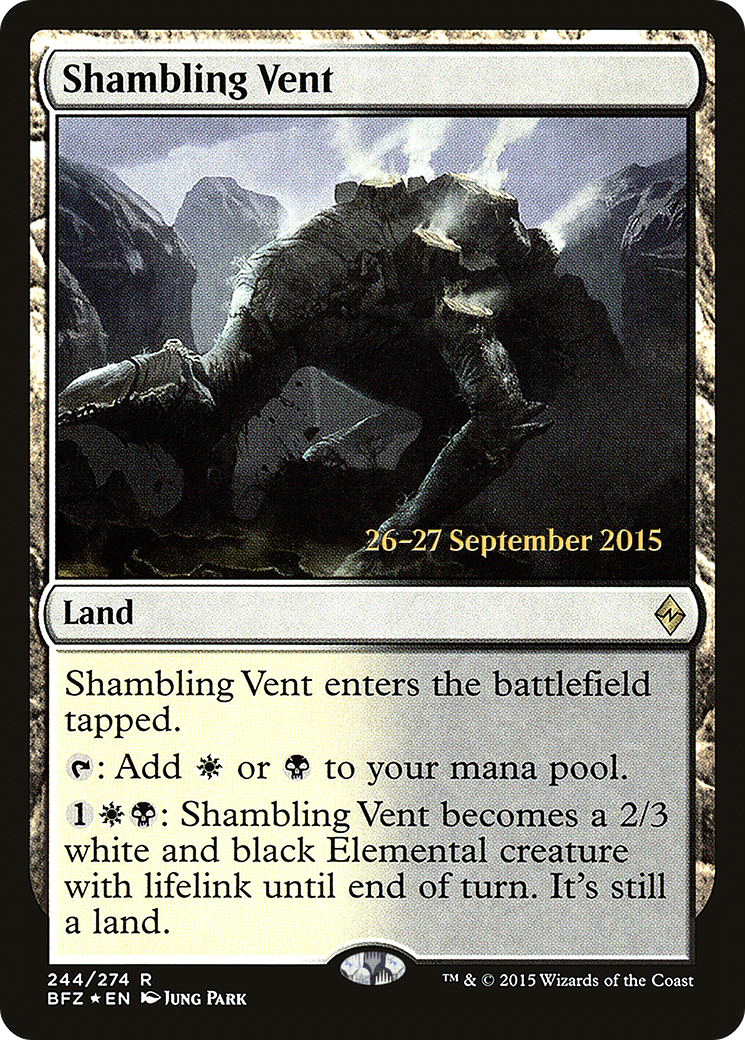 Shambling Vent
26–27 September 2015
Land
Shambling Vent enters the battlefield
tapped.
: Add or to your mana pool.
1 : Shambling Vent becomes a 2/3
white and black Elemental creature
with lifelink until end of turn. It's still
a land.
244/274 R
BFZ ★ EN Jung Park
™ & © 2015 Wizards of the Coast